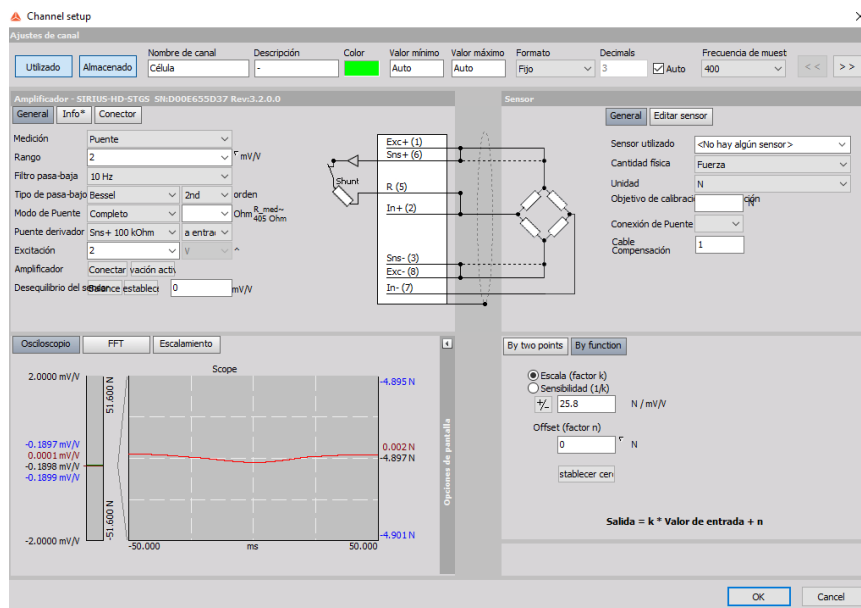 Channel setup
Ajustes de canal
Utilizado
Almacenado
Nombre de canal
Célula
Descripción
-
Color
Valor mínimo
Auto
Valor máximo
Auto
Formato
Fijo
Decimals
3
Auto
Frecuencia de muest
400
<<
>>
Amplificador - SIRIUS-HD-STGS SN:D00E655D37 Rev:3.2.0.0
General
Info*
Conector
Medición
Puente
Rango
2
mV/V
Filtro pasa-baja
10 Hz
Tipo de pasa-bajo
Bessel
2nd
orden
Modo de Puente
Completo
Ohm
R_med~
405 Ohm
Puente derivador
Sns+ 100 kOhm
a entra
Excitación
2
V
Amplificador
Conectar
vación activ
Desequilibrio del
Balance
establece
0
mV/V
Shunt
Exc+ (1)
Sns+ (6)
R (5)
In+ (2)
Sns- (3)
Exc- (8)
In- (7)
Sensor
General
Editar sensor
Sensor utilizado
<No hay algún sensor>
Cantidad física
Fuerza
Unidad
N
Objetivo de calibraci
ción
N
Conexión de Puente
Cable
Compensación
1
Osciloscopio
FFT
Escalamiento
Scope
2.0000 mV/V
51.600 N
-4.895 N
-0.1897 mV/V
0.0001 mV/V
-0.1898 mV/V
-0.1899 mV/V
0.002 N
-4.897 N
-2.0000 mV/V
-51.600 N
-4.901 N
-50.000
ms
50.000
Opciones de pantalla
By two points
By function
Escala (factor k)
Sensibilidad (1/k)
+/-
25.8
N / mV/V
Offset (factor n)
0
N
stablecer cer
Salida = k * Valor de entrada + n
OK
Cancel